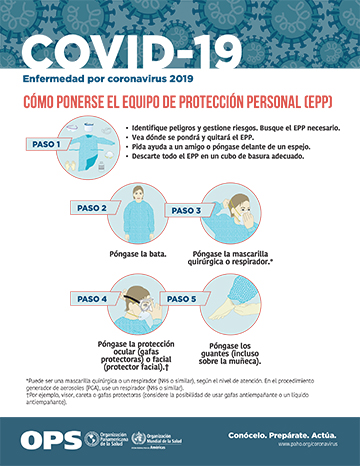 COVID-19
Enfermedad por coronavirus 2019
CÓMO PONERSE EL EQUIPO DE PROTECCIÓN PERSONAL (EPP)
PASO 1
• Identifique peligros y gestione riesgos. Busque el EPP necesario.
• Vea dónde se pondrá y quitará el EPP.
• Pida ayuda a un amigo o póngase delante de un espejo.
• Descarte todo el EPP en un cubo de basura adecuado.
PASO 2
Póngase la bata.
PASO 3
Póngase la mascarilla
quirúrgica o respirador.*
PASO 4
Póngase la protección
ocular (gafas
protectoras) o facial
(protector facial).†
PASO 5
Póngase los
guantes (incluso
sobre la muñeca).
*Puede ser una mascarilla quirúrgica o un respirador (N95 o similar), según el nivel de atención. En el procedimiento
generador de aerosoles (PGA), use un respirador (N95 o similar).
†Por ejemplo, visor, careta o gafas protectoras (considere la posibilidad de usar gafas antiempañante o un líquido
antiempañante).
OPS
Organización
Panamericana
de la Salud
Organización
Mundial de la Salud
Américas
Conócelo. Prepárate. Actúa.
www.paho.org/coronavirus